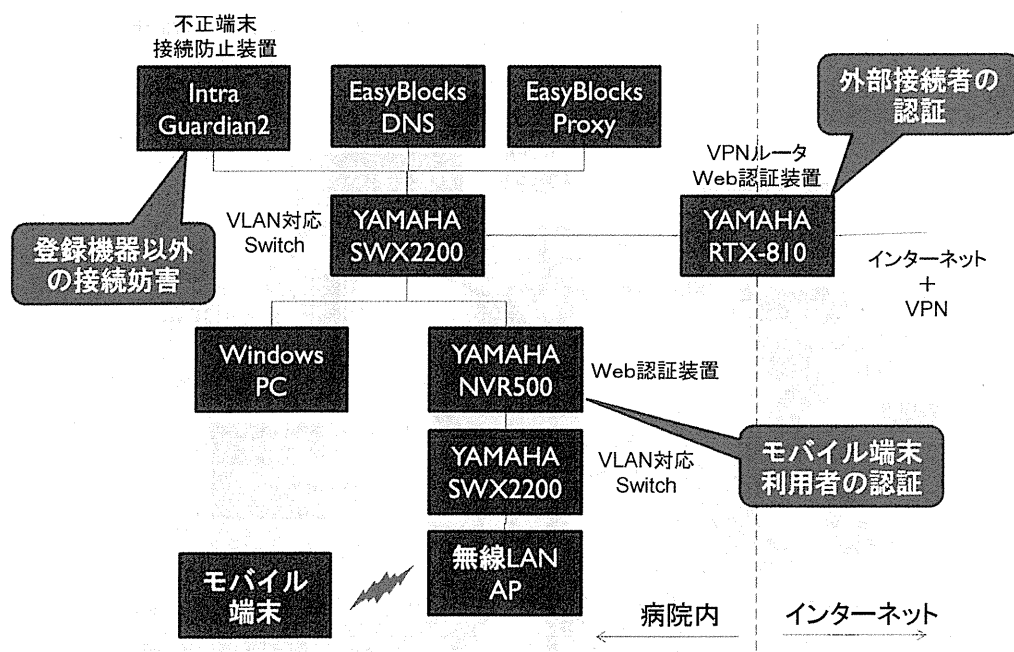 不正端末
接続防止装置
Intra
Guardian2
EasyBlocks
DNS
EasyBlocks
Proxy
外部接続者の
認証
VPNルータ
Web認証装置
VLAN対応
Switch
YAMAHA
SWX2200
YAMAHA
RTX-810
登録機器以外
の接続妨害
インターネット
+
VPN
Windows
PC
YAMAHA
NVR500
Web認証装置
YAMAHA
SWX2200
VLAN対応
Switch
モバイル端末
利用者の認証
モバイル
端末
無線LAN
AP
病院内
インターネット